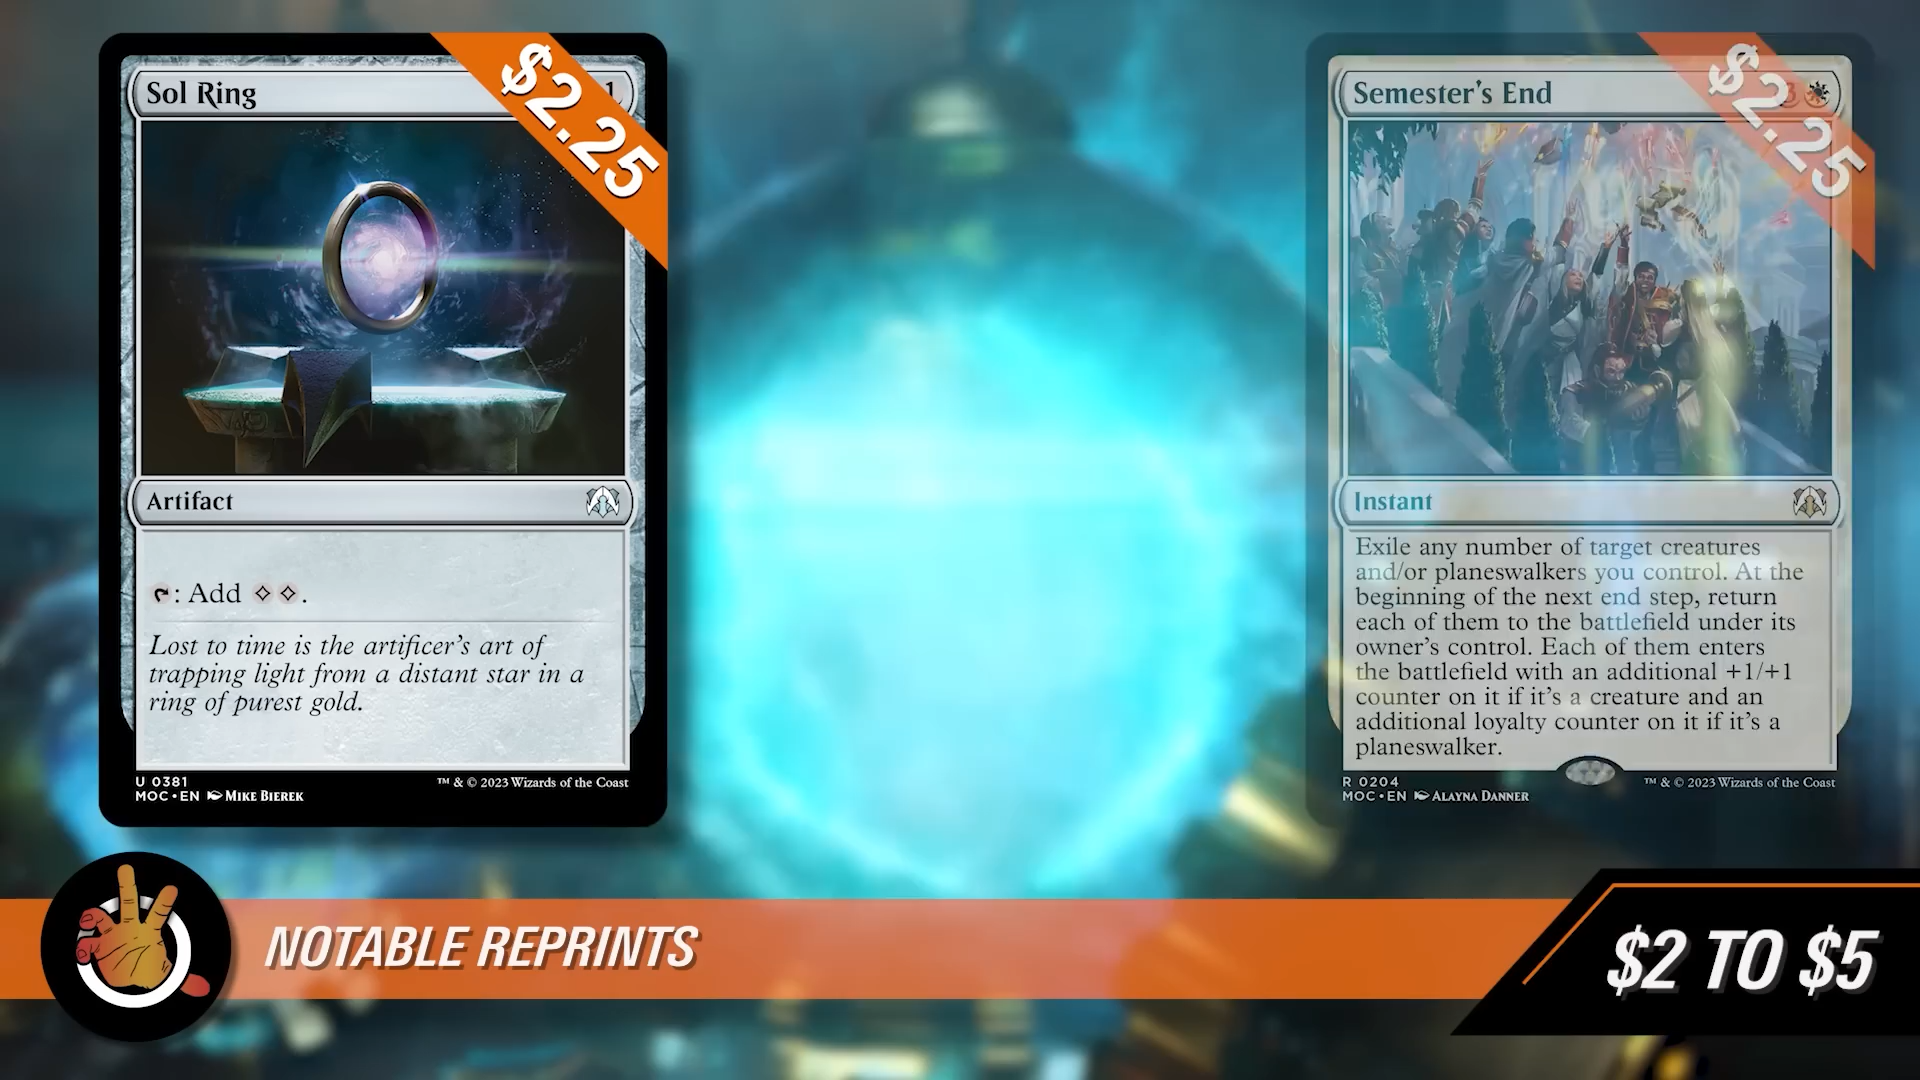 Sol Ring
1
$2.25
Artifact
: Add
.
Lost to time is the artificer's art of
trapping light from a distant star in a
ring of purest gold.
U 0381
MOC • EN MIKE BIEREK
™ & © 2023 Wizards of the Coast
Semester's End
3
$2.25
Instant
Exile any number of target creatures
and/or planeswalkers you control. At the
beginning of the next end step, return
each of them to the battlefield under its
owner's control. Each of them enters
the battlefield with an additional +1/+1
counter on it if it's a creature and an
additional loyalty counter on it if it's a
planeswalker.
R 0204
MOC • EN ALAYNA DANNER
™ & © 2023 Wizards of the Coast
NOTABLE REPRINTS
$2 TO $5